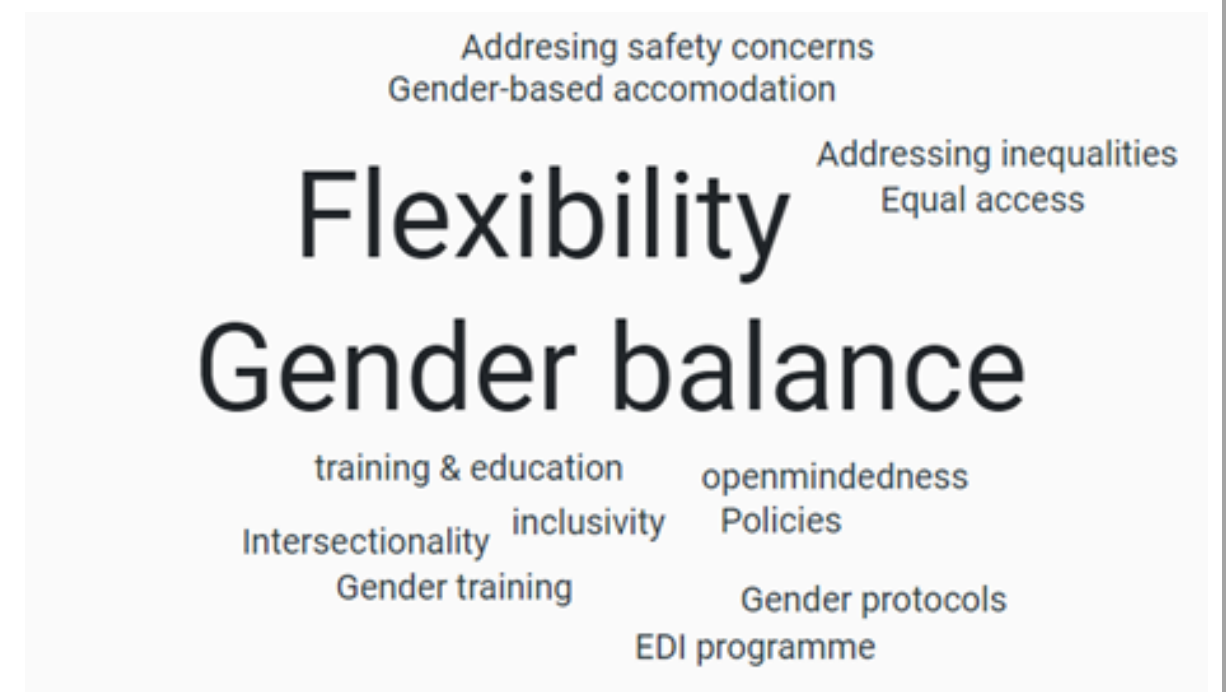 Addresing safety concerns
Gender-based accomodation
Addressing inequalities
Equal access
Flexibility
Gender balance
training & education
openmindedness
inclusivity
Policies
Intersectionality
Gender training
Gender protocols
EDI programme